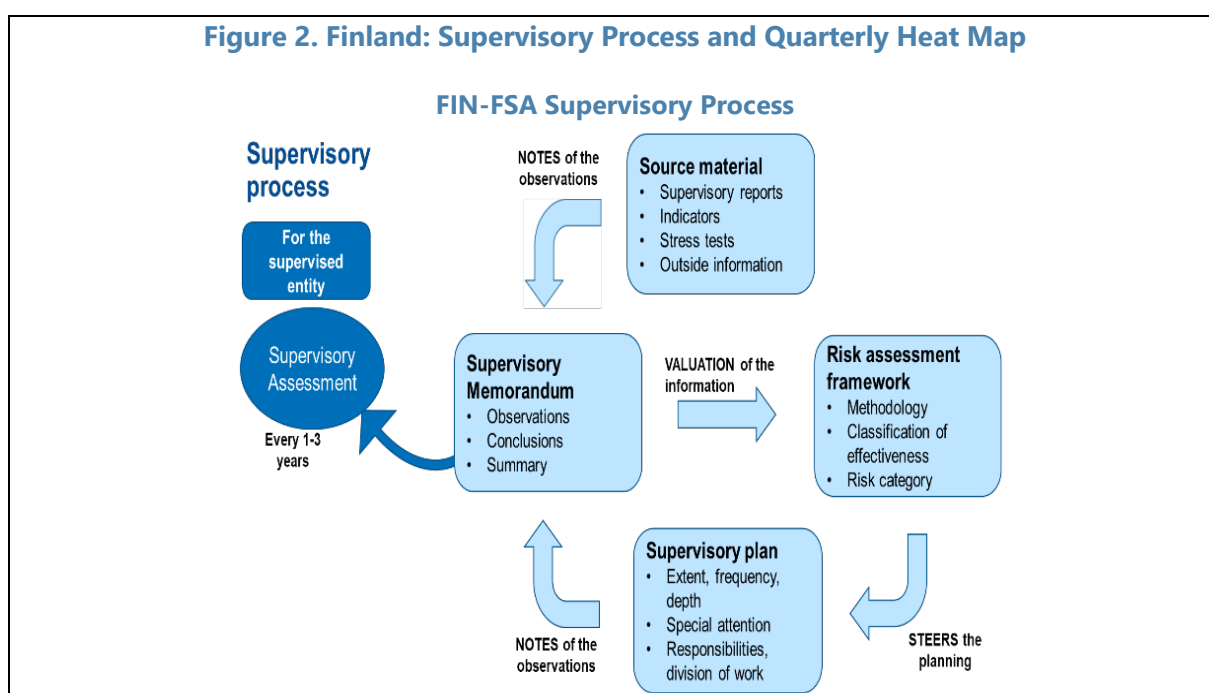 Figure 2. Finland: Supervisory Process and Quarterly Heat Map
FIN-FSA Supervisory Process
Supervisory
process
For the
supervised
entity
Supervisory
Assessment
Every 1-3
years
NOTES of the
observations
Source material
• Supervisory reports
• Indicators
• Stress tests
• Outside information
Supervisory
Memorandum
• Observations
• Conclusions
• Summary
VALUATION of the
information
Risk assessment
framework
• Methodology
• Classification of
effectiveness
• Risk category
Supervisory plan
• Extent, frequency,
depth
• Special attention
• Responsibilities,
division of work
NOTES of the
observations
STEERS the
planning